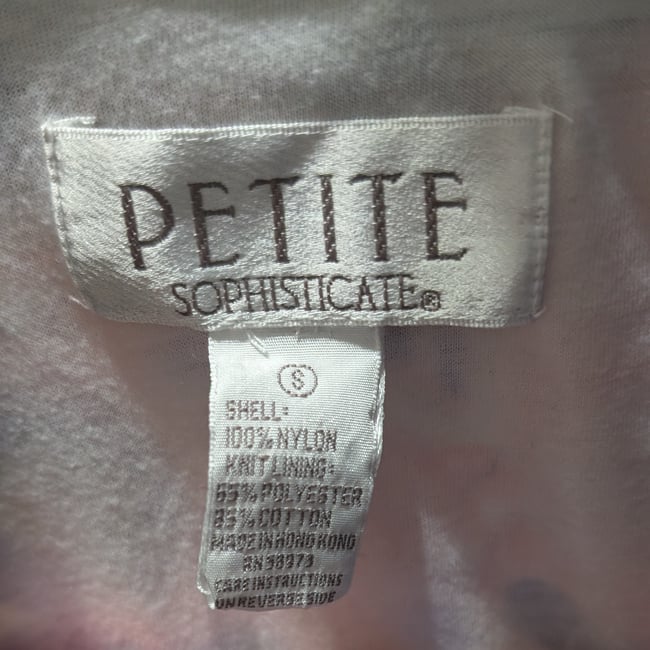 PETITE
SOPHISTICATE®
S
SHELL:
100% NYLON
KNIT LINING:
65% POLYESTER
35% COTTON
MADE IN HONG KONG
RN
CARE INSTRUCTIONS
ON REVERSE SIDE